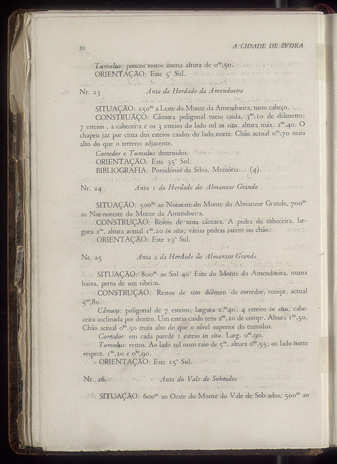 30 A CIDADE DE ÉVORA
Tumulus: poucos restos numa altura de 0ᵐ,50.
ORIENTAÇÃO: Este 5° Sul.
Nr. 23 Anta da Herdade da Amendoeira
SITUAÇÃO: 250ᵐ a Leste do Monte da Amendoeira, num cabeço.
CONSTRUÇÃO: Câmara poligonal meio caída, 3ᵐ,10 de diâmetro;
7 esteios, a cabeceira e os 3 esteios do lado sul in situ, altura máx. 2ᵐ,40. O
chapéu jaz por cima dos esteios caídos do lado norte. Chão actual 0ᵐ,70 mais
alto do que o terreno adjacente.
Corredor e Tumulus destruídos.
ORIENTAÇÃO: Este 35° Sul.
BIBLIOGRAFIA: Possidónio da Silva, Memória... (4).
Nr. 24 Anta 1 da Herdade do Almanzor Grande
SITUAÇÃO: 500ᵐ ao Noroeste do Monte do Almanzor Grande, 700ᵐ
ao Nor-noroeste do Monte da Amendoeira.
CONSTRUÇÃO: Restos de uma câmara. A pedra de cabeceira, lar-
gura 2ᵐ, altura actual 1ᵐ,20 in situ; várias pedras jazem no chão.
ORIENTAÇÃO: Este 23° Sul.
Nr. 25 Anta 2 da Herdade do Almanzor Grande
SITUAÇÃO: 800ᵐ ao Sul 40° Este do Monte da Amendoeira, numa
baixa, perto de um ribeiro.
CONSTRUÇÃO: Restos de um dólmen de corredor, compr. actual
5ᵐ,80.
Câmara: poligonal de 7 esteios; largura 2,ᵐ40; 4 esteios in situ, cabe-
ceira inclinada por dentro. Um esteio caído tem 2ᵐ,20 de compr. Altura 1ᵐ,50.
Chão actual 0ᵐ,50 mais alto do que o nível superior do tumulus.
Corredor: em cada parede 1 esteio in situ. Larg. 0ᵐ,90.
Tumulus: restos. Ao lado sul num raio de 5ᵐ, altura 0ᵐ,55; ao lado norte
respect. 1ᵐ,20 e 0ᵐ,90.
ORIENTAÇÃO: Este 15° Sul.
Nr. 26 Anta do Vale de Sobrados
SITUAÇÃO: 600ᵐ ao Oeste do Monte do Vale de Sobrados; 500ᵐ ao